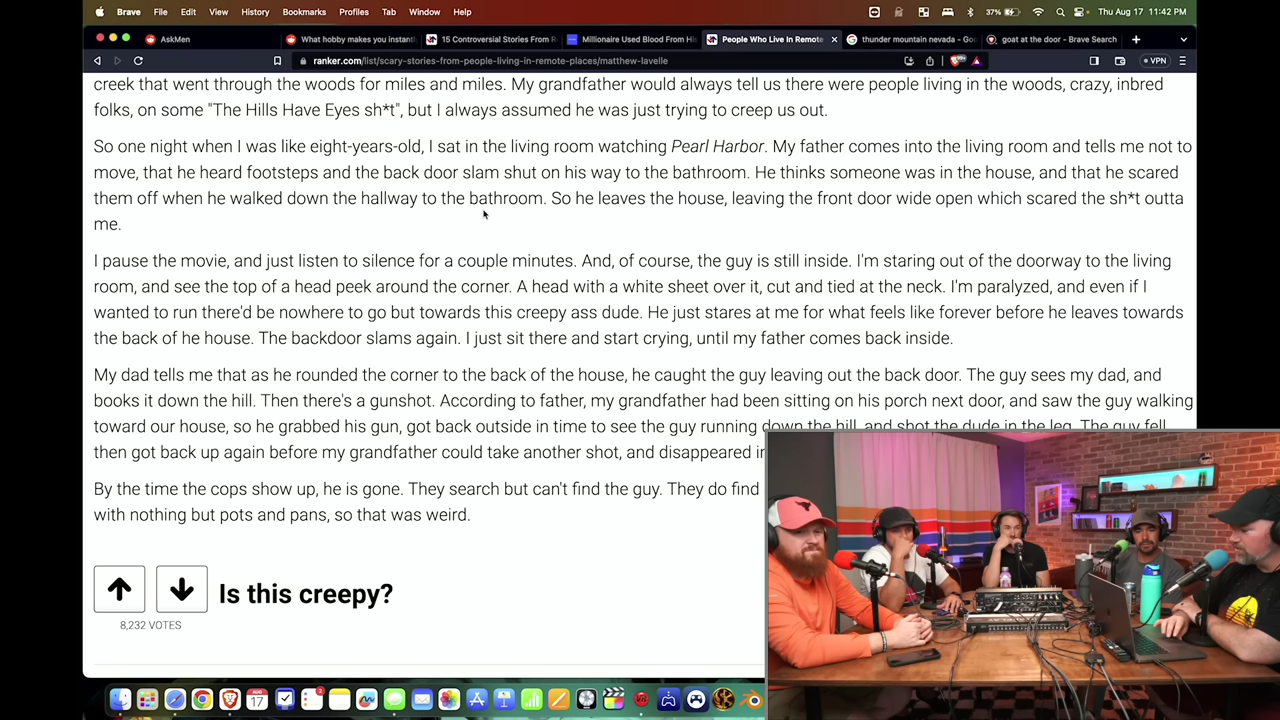 Brave File Edit View History Bookmarks Profiles Tab Window Help 37% Thu Aug 17 11:42 PM
AskMen What hobby makes you instantl 15 Controversial Stories From R Millionaire Used Blood From Hi People Who Live In Remote thunder mountain nevada - Goo goat at the door - Brave Search
ranker.com/list/scary-stories-from-people-living-in-remote-places/matthew-lavelle VPN
creek that went through the woods for miles and miles. My grandfather would always tell us there were people living in the woods, crazy, inbred
folks, on some "The Hills Have Eyes sh*t", but I always assumed he was just trying to creep us out.
So one night when I was like eight-years-old, I sat in the living room watching Pearl Harbor. My father comes into the living room and tells me not to
move, that he heard footsteps and the back door slam shut on his way to the bathroom. He thinks someone was in the house, and that he scared
them off when he walked down the hallway to the bathroom. So he leaves the house, leaving the front door wide open which scared the sh*t outta
me.
I pause the movie, and just listen to silence for a couple minutes. And, of course, the guy is still inside. I'm staring out of the doorway to the living
room, and see the top of a head peek around the corner. A head with a white sheet over it, cut and tied at the neck. I'm paralyzed, and even if I
wanted to run there'd be nowhere to go but towards this creepy ass dude. He just stares at me for what feels like forever before he leaves towards
the back of he house. The backdoor slams again. I just sit there and start crying, until my father comes back inside.
My dad tells me that as he rounded the corner to the back of the house, he caught the guy leaving out the back door. The guy sees my dad, and
books it down the hill. Then there's a gunshot. According to father, my grandfather had been sitting on his porch next door, and saw the guy walking
toward our house, so he grabbed his gun, got back outside in time to see the guy running down the hill, and shot the dude in the leg. The guy fell,
then got back up again before my grandfather could take another shot, and disappeared in
By the time the cops show up, he is gone. They search but can't find the guy. They do find
with nothing but pots and pans, so that was weird.
Is this creepy?
8,232 VOTES